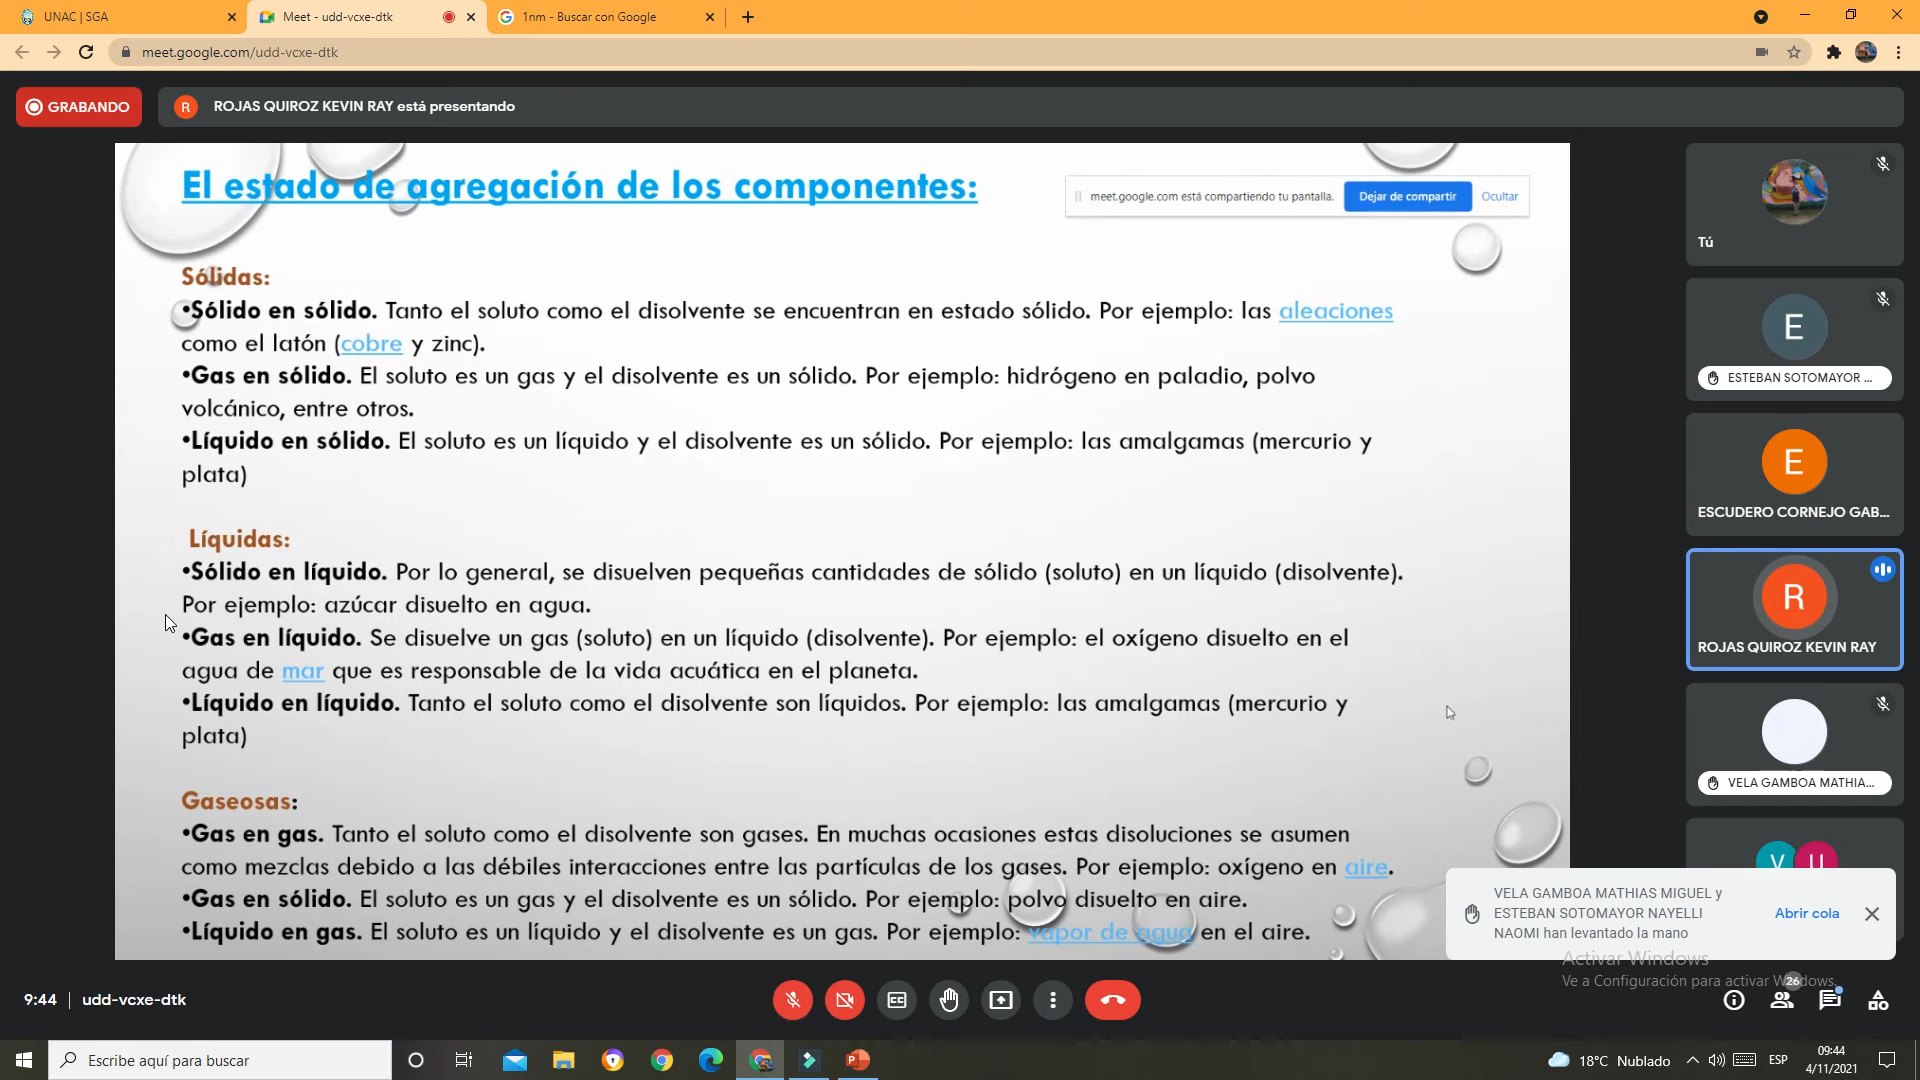 UNAC | SGA
Meet - udd-vcxe-dtk
1nm - Buscar con Google
meet.google.com/udd-vcxe-dtk
GRABANDO
R
ROJAS QUIROZ KEVIN RAY está presentando
El estado de agregación de los componentes:
meet.google.com está compartiendo tu pantalla.
Dejar de compartir
Ocultar
Sólidas:
•Sólido en sólido. Tanto el soluto como el disolvente se encuentran en estado sólido. Por ejemplo: las aleaciones
como el latón (cobre y zinc).
•Gas en sólido. El soluto es un gas y el disolvente es un sólido. Por ejemplo: hidrógeno en paladio, polvo
volcánico, entre otros.
•Líquido en sólido. El soluto es un líquido y el disolvente es un sólido. Por ejemplo: las amalgamas (mercurio y
plata)
Líquidas:
•Sólido en líquido. Por lo general, se disuelven pequeñas cantidades de sólido (soluto) en un líquido (disolvente).
Por ejemplo: azúcar disuelto en agua.
•Gas en líquido. Se disuelve un gas (soluto) en un líquido (disolvente). Por ejemplo: el oxígeno disuelto en el
agua de mar que es responsable de la vida acuática en el planeta.
•Líquido en líquido. Tanto el soluto como el disolvente son líquidos. Por ejemplo: las amalgamas (mercurio y
plata)
Gaseosas:
•Gas en gas. Tanto el soluto como el disolvente son gases. En muchas ocasiones estas disoluciones se asumen
como mezclas debido a las débiles interacciones entre las partículas de los gases. Por ejemplo: oxígeno en aire.
•Gas en sólido. El soluto es un gas y el disolvente es un sólido. Por ejemplo: polvo disuelto en aire.
•Líquido en gas. El soluto es un líquido y el disolvente es un gas. Por ejemplo: vapor de agua en el aire.
Tú
E
ESTEBAN SOTOMAYOR ...
E
ESCUDERO CORNEJO GAB...
R
ROJAS QUIROZ KEVIN RAY
VELA GAMBOA MATHIA...
V
U
VELA GAMBOA MATHIAS MIGUEL y
ESTEBAN SOTOMAYOR NAYELLI
NAOMI han levantado la mano
Abrir cola
Activar Windows
Ve a Configuración para activar Windows.
9:44
udd-vcxe-dtk
26
Escribe aquí para buscar
18°C Nublado
ESP
09:44
4/11/2021